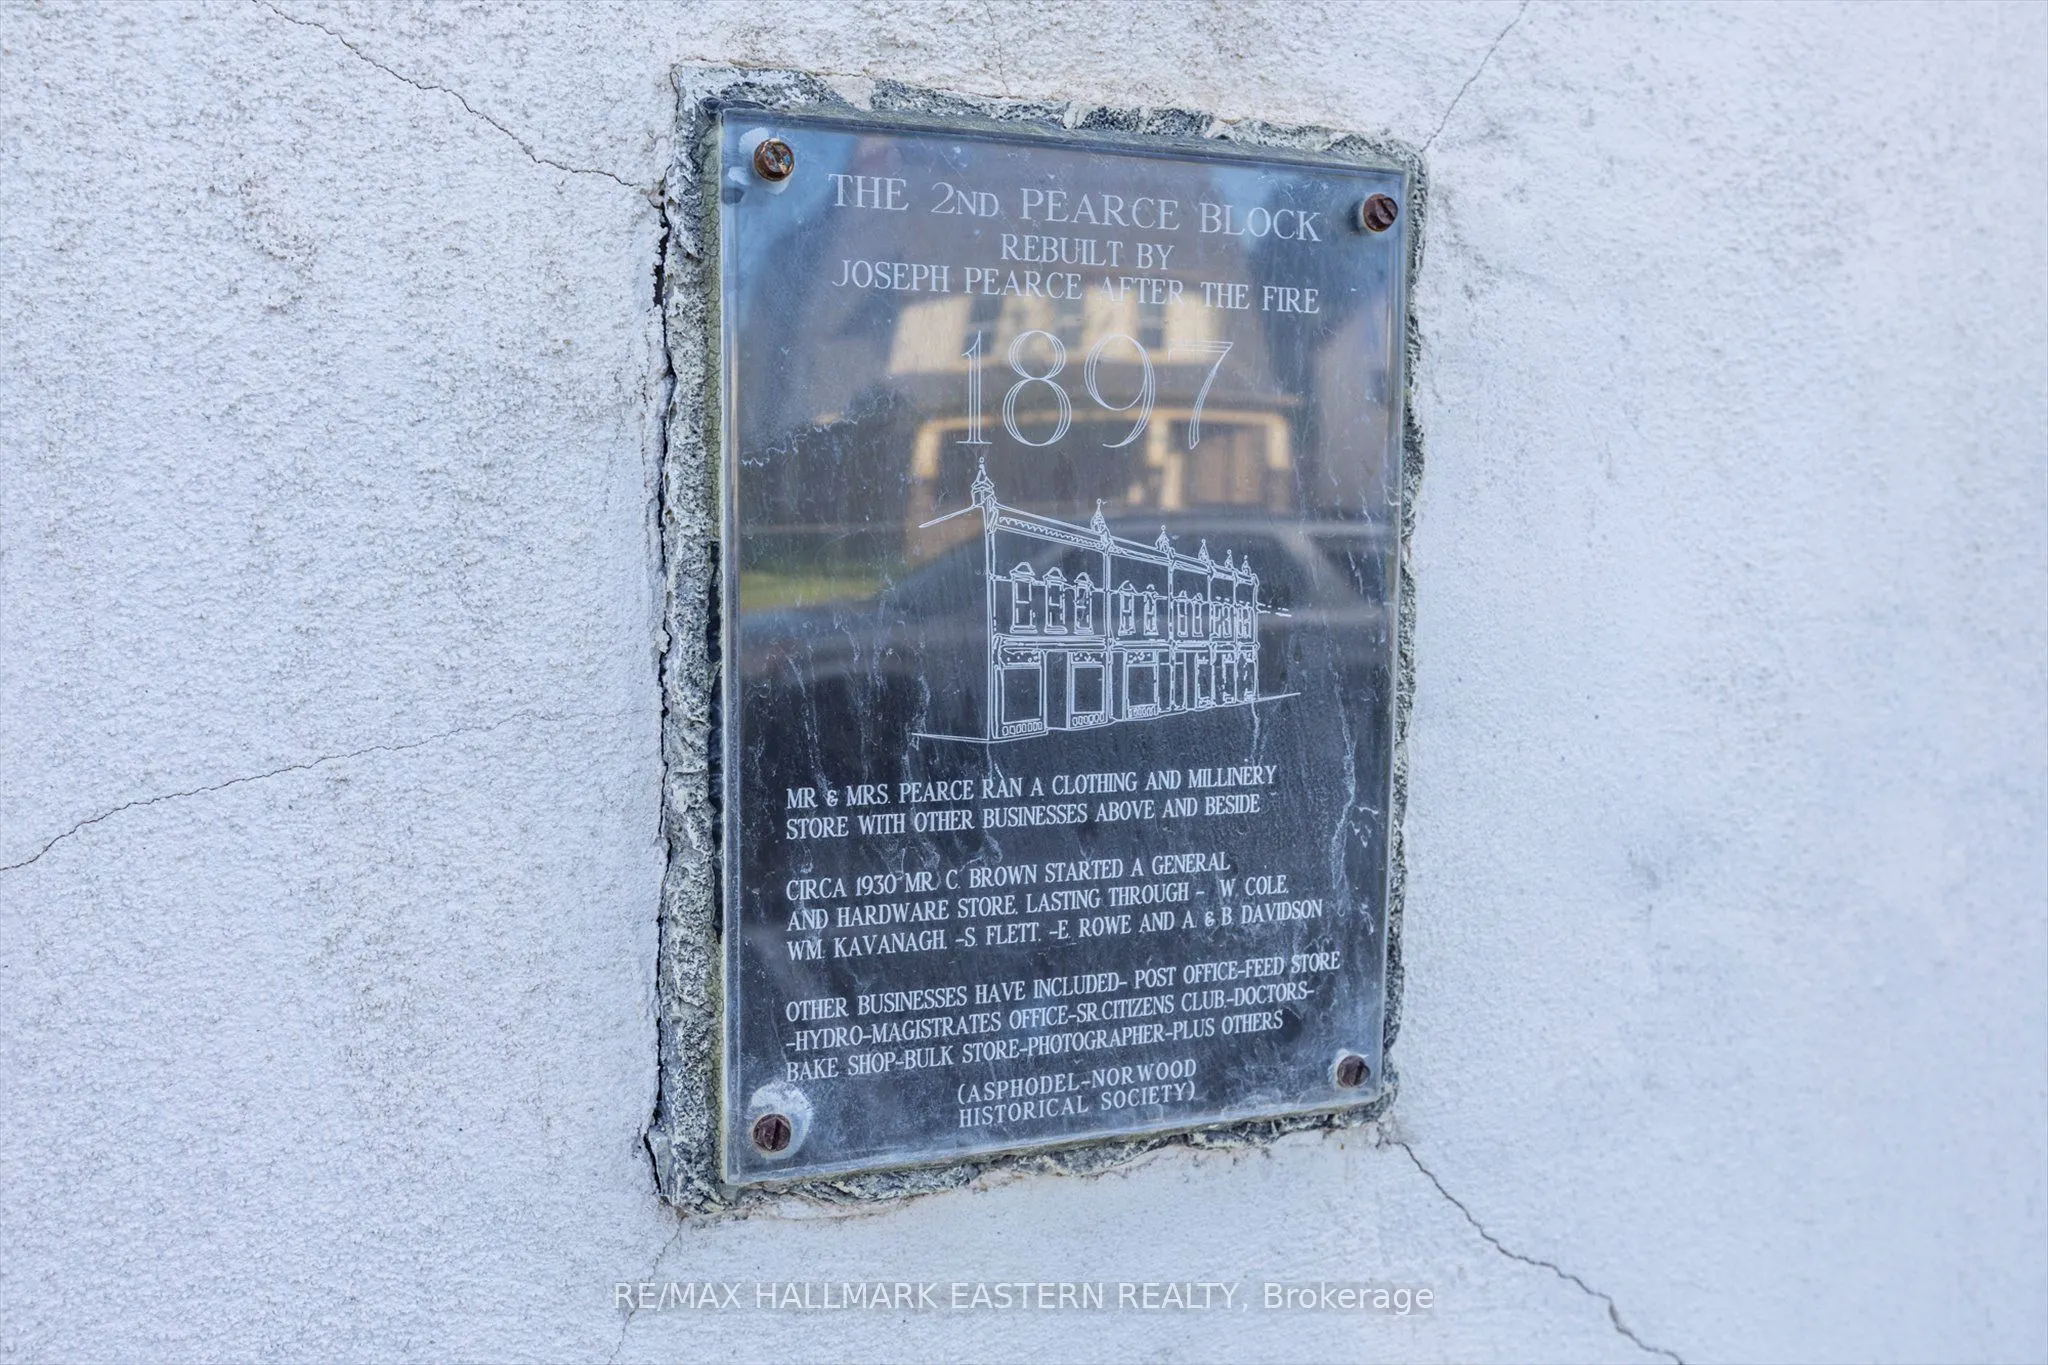 THE 2ND PEARCE BLOCK
REBUILT BY
JOSEPH PEARCE AFTER THE FIRE
1897
MR. & MRS. PEARCE RAN A CLOTHING AND MILLINERY
STORE WITH OTHER BUSINESSES ABOVE AND BESIDE
CIRCA 1930-MR. C. BROWN STARTED A GENERAL
AND HARDWARE STORE. LASTING THROUGH - W. COLE.
WM. KAVANAGH. -S. FLETT. -E. ROWE AND A. & B. DAVIDSON
OTHER BUSINESSES HAVE INCLUDED- POST OFFICE-FEED STORE
-HYDRO-MAGISTRATES OFFICE-SR.CITIZENS CLUB-DOCTORS-
BAKE SHOP-BULK STORE-PHOTOGRAPHER-PLUS OTHERS
(ASPHODEL-NORWOOD
HISTORICAL SOCIETY)
RE/MAX HALLMARK EASTERN REALTY, Brokerage